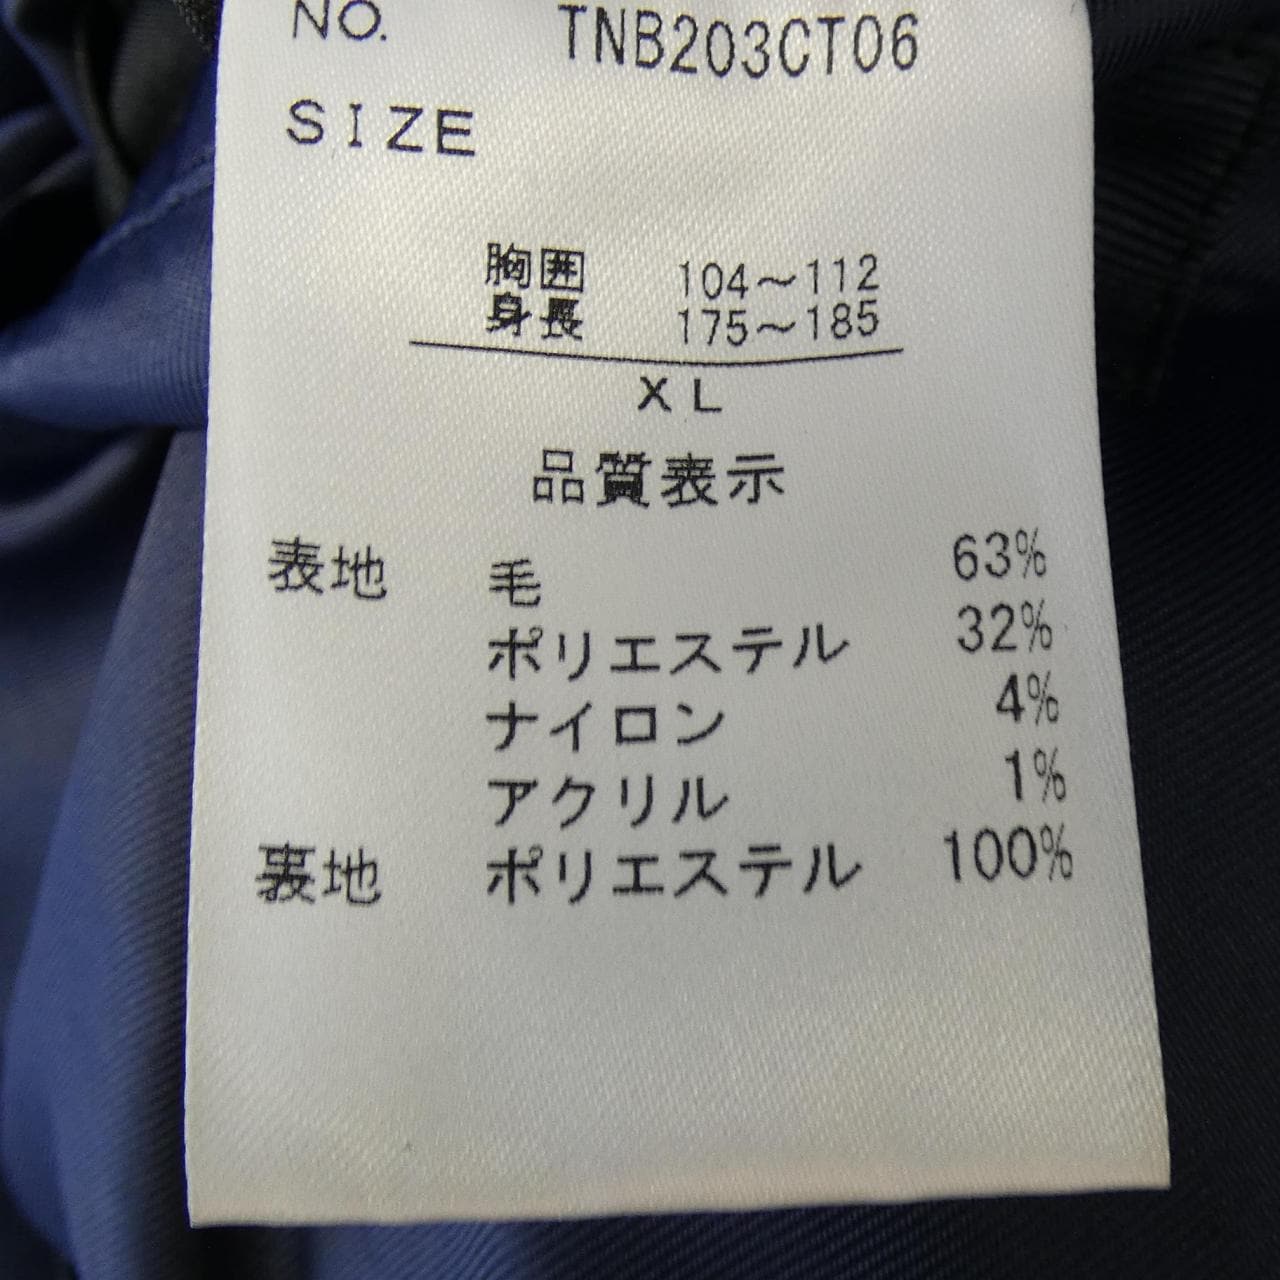 NO. TNB203CT06
SIZE
胸囲 104～112
身長 175～185
XL
品質表示
表地 毛 63%
ポリエステル 32%
ナイロン 4%
アクリル 1%
裏地 ポリエステル 100%